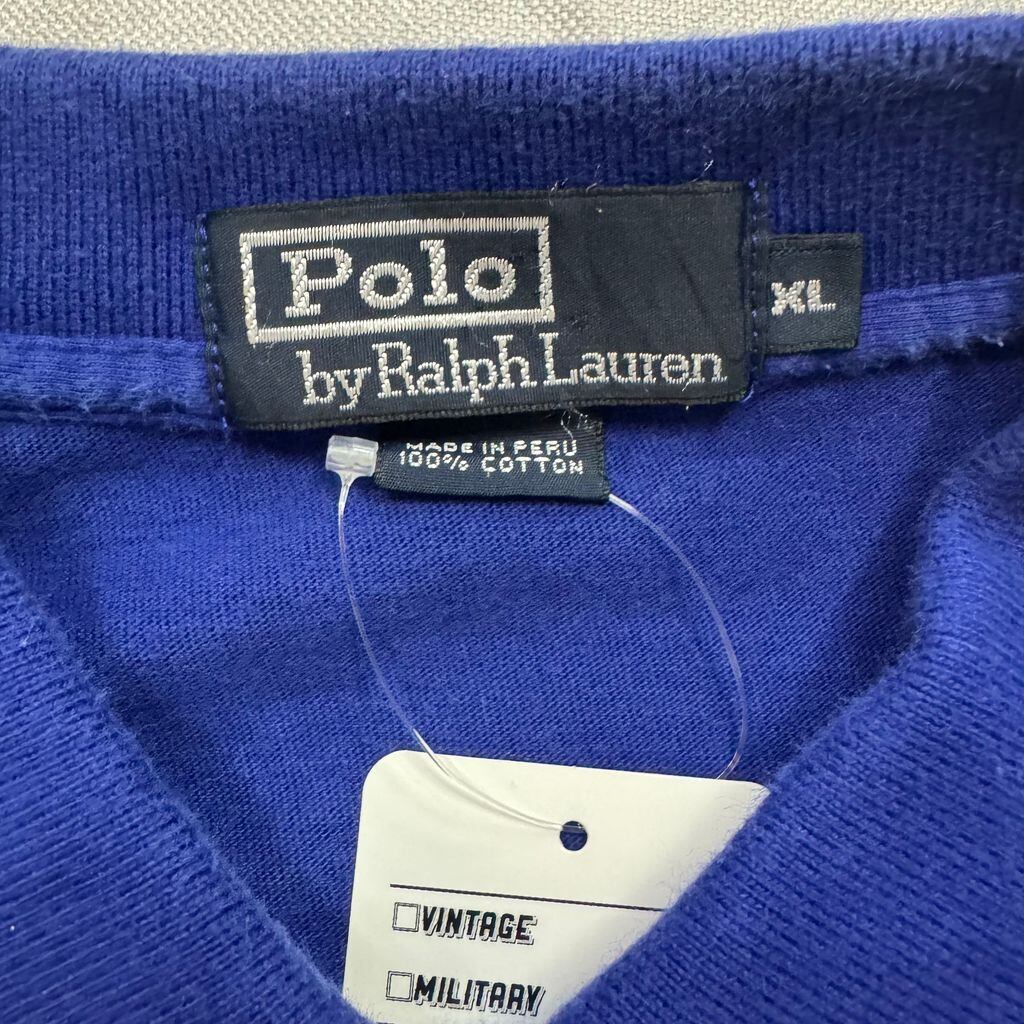 Polo
by Ralph Lauren
XL
MADE IN PERU
100% COTTON
VINTAGE
MILITARY